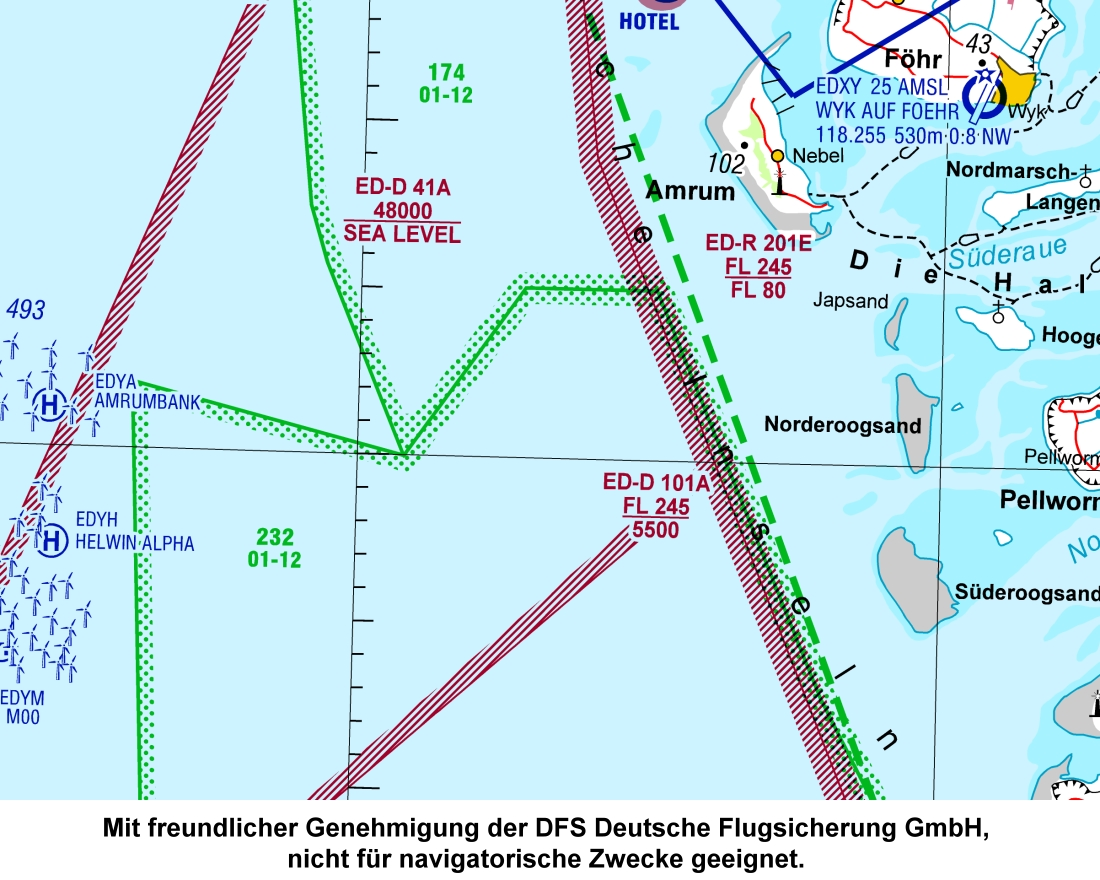 HOTEL
174
01-12
43
Föhr
EDXY 25 AMSL
WYK AUF FOEHR
118.255 530m 0:8 NW
Wyk
Nebel
102
Amrum
Nordmarsch-
Langen
ED-D 41A
48000
SEA LEVEL
ED-R 201E
FL 245
FL 80
Süderaue
Die Hal
Japsand
Hooge
493
EDYA
AMRUMBANK
H
Norderoogsand
Pellworm
Pellworm
ED-D 101A
FL 245
5500
EDYH
HELWIN ALPHA
H
232
01-12
No
Süderoogsand
EDYM
M00
Mit freundlicher Genehmigung der DFS Deutsche Flugsicherung GmbH,
nicht für navigatorische Zwecke geeignet.